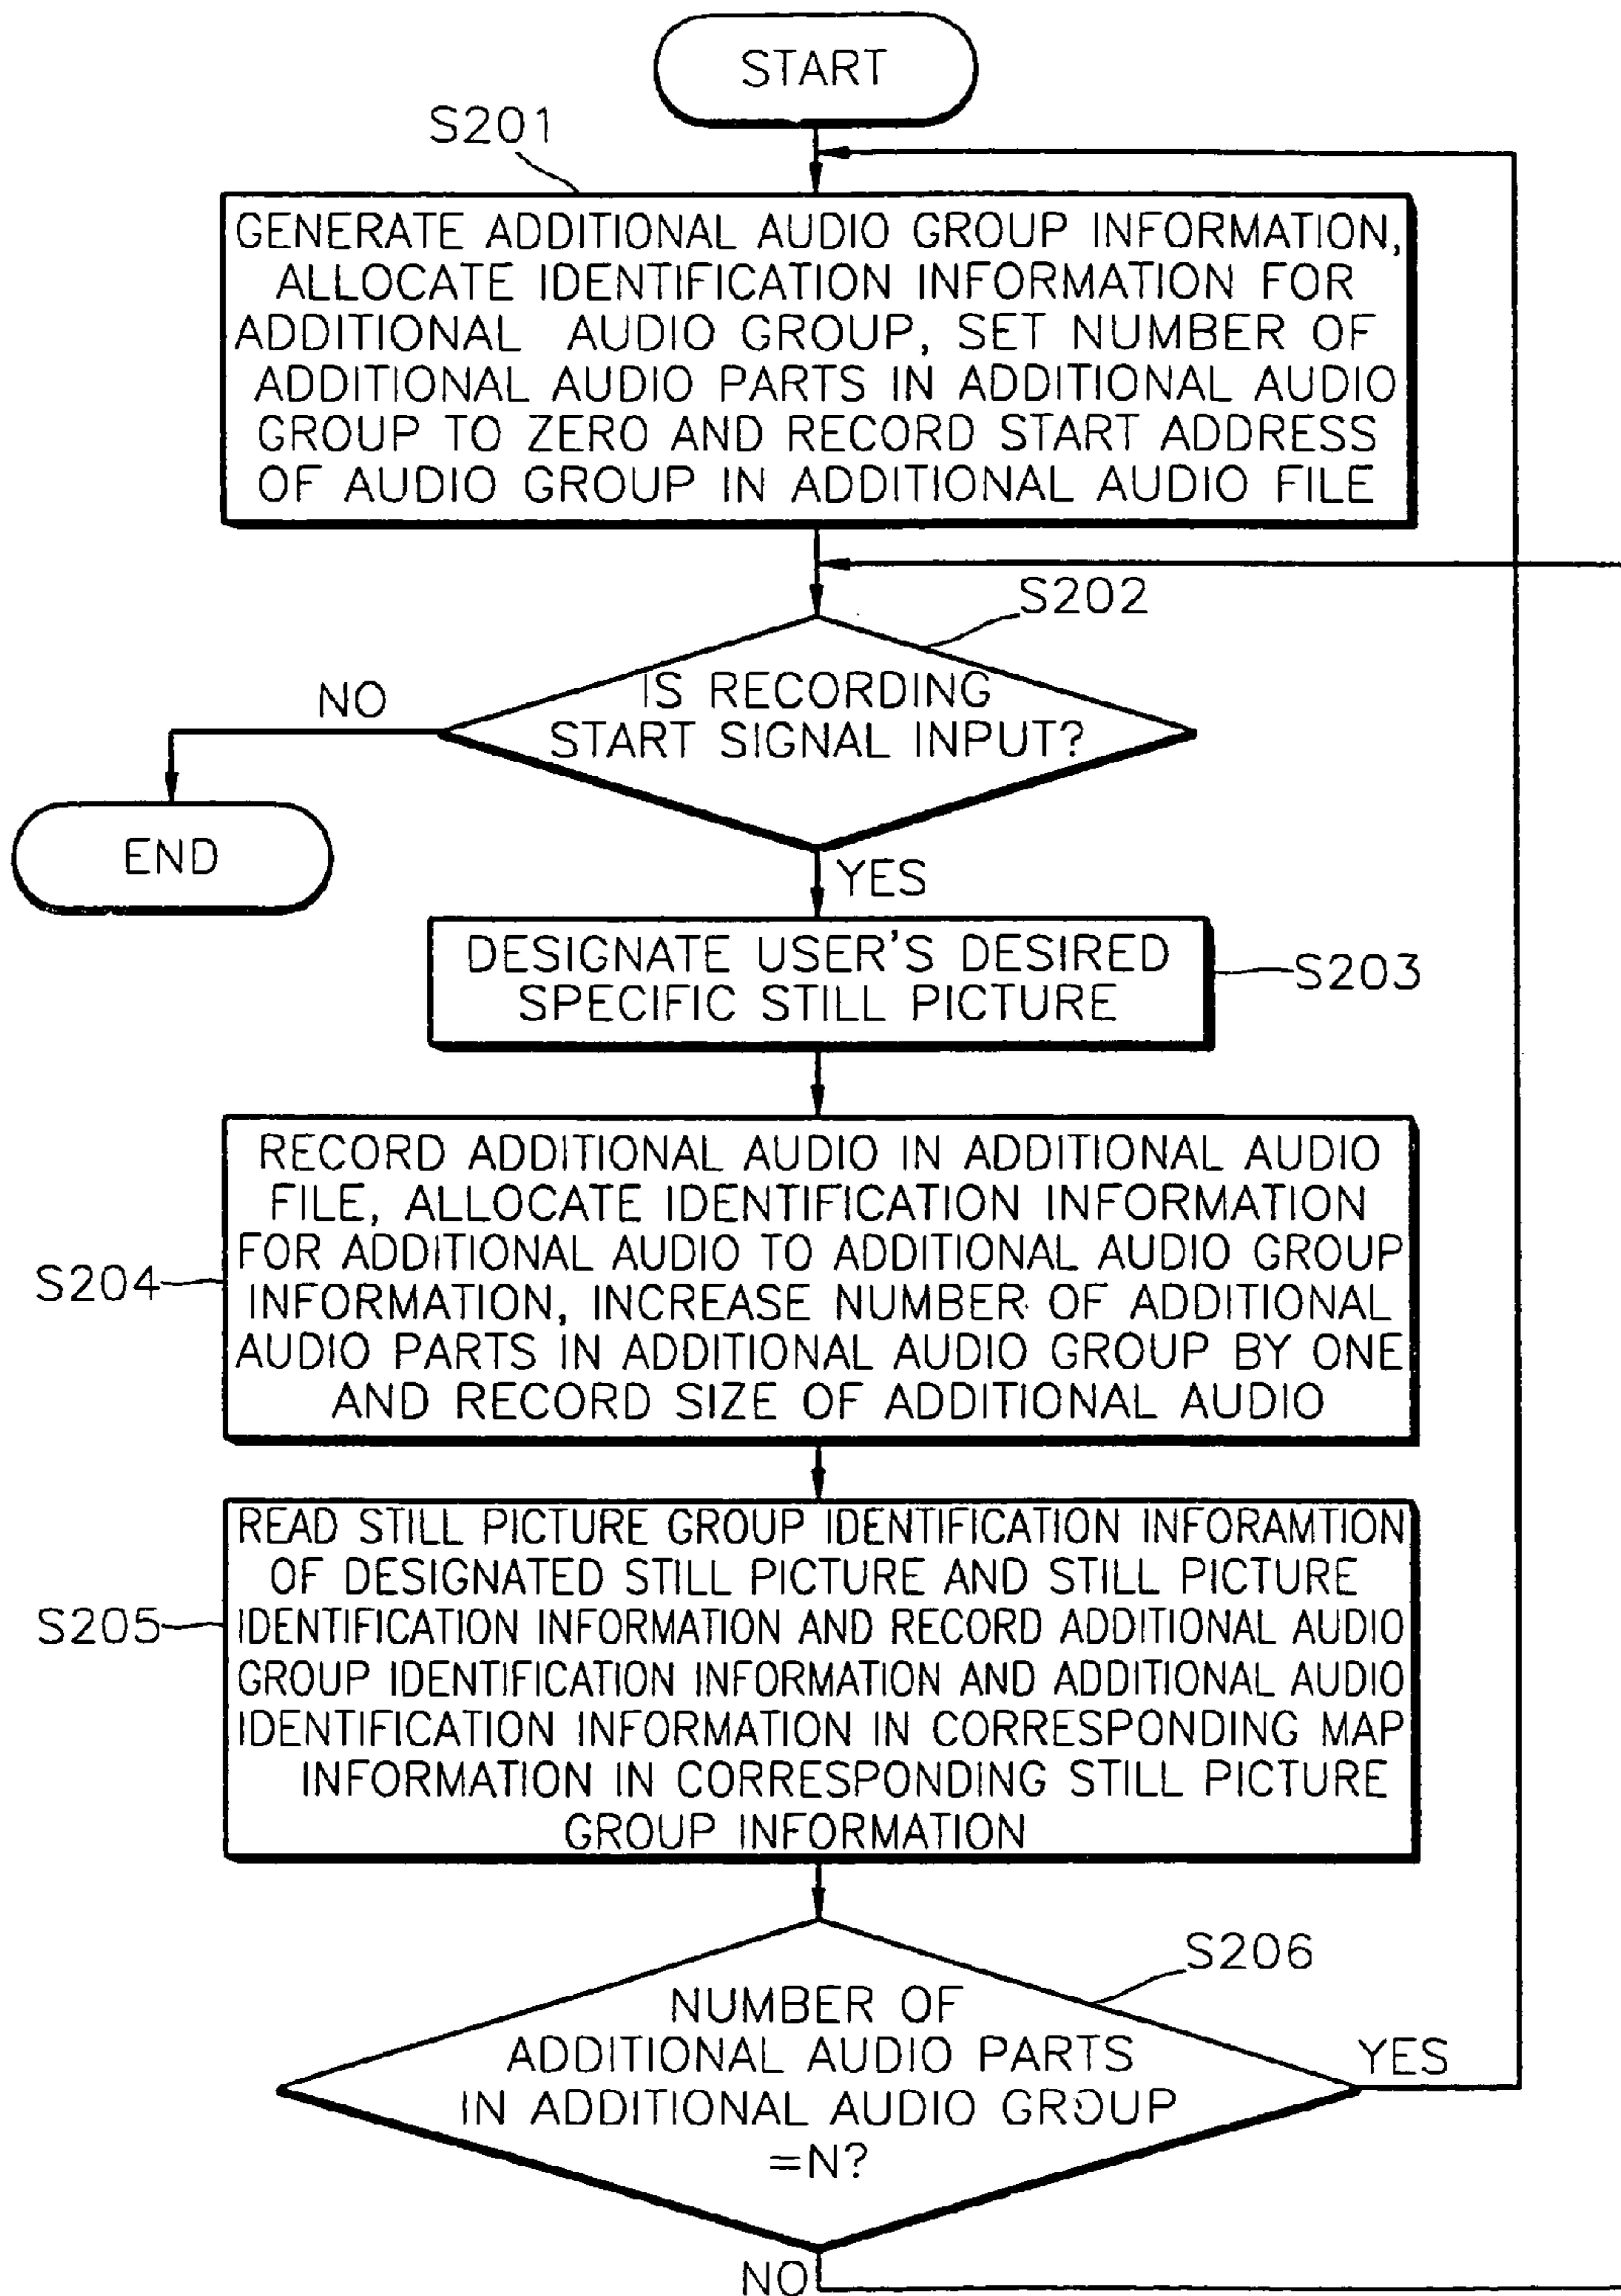 START
S201
GENERATE ADDITIONAL AUDIO GROUP INFORMATION,
ALLOCATE IDENTIFICATION INFORMATION FOR
ADDITIONAL AUDIO GROUP, SET NUMBER OF
ADDITIONAL AUDIO PARTS IN ADDITIONAL AUDIO
GROUP TO ZERO AND RECORD START ADDRESS
OF AUDIO GROUP IN ADDITIONAL AUDIO FILE
S202
IS RECORDING
START SIGNAL INPUT?
NO
END
YES
DESIGNATE USER'S DESIRED
SPECIFIC STILL PICTURE
S203
RECORD ADDITIONAL AUDIO IN ADDITIONAL AUDIO
FILE, ALLOCATE IDENTIFICATION INFORMATION
FOR ADDITIONAL AUDIO TO ADDITIONAL AUDIO GROUP
INFORMATION, INCREASE NUMBER OF ADDITIONAL
AUDIO PARTS IN ADDITIONAL AUDIO GROUP BY ONE
AND RECORD SIZE OF ADDITIONAL AUDIO
S204
READ STILL PICTURE GROUP IDENTIFICATION INFORAMTION
OF DESIGNATED STILL PICTURE AND STILL PICTURE
IDENTIFICATION INFORMATION AND RECORD ADDITIONAL AUDIO
GROUP IDENTIFICATION INFORMATION AND ADDITIONAL AUDIO
IDENTIFICATION INFORMATION IN CORRESPONDING MAP
INFORMATION IN CORRESPONDING STILL PICTURE
GROUP INFORMATION
S205
S206
NUMBER OF
ADDITIONAL AUDIO PARTS
IN ADDITIONAL AUDIO GROUP
=N?
YES
NO